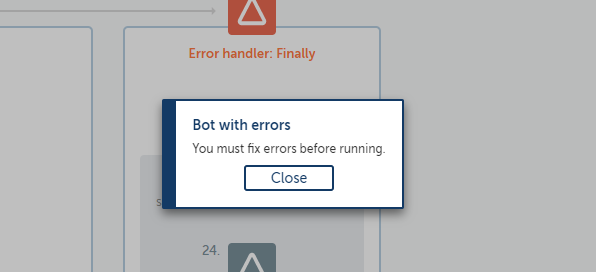 Error handler: Finally
Bot with errors
You must fix errors before running.
Close
24.